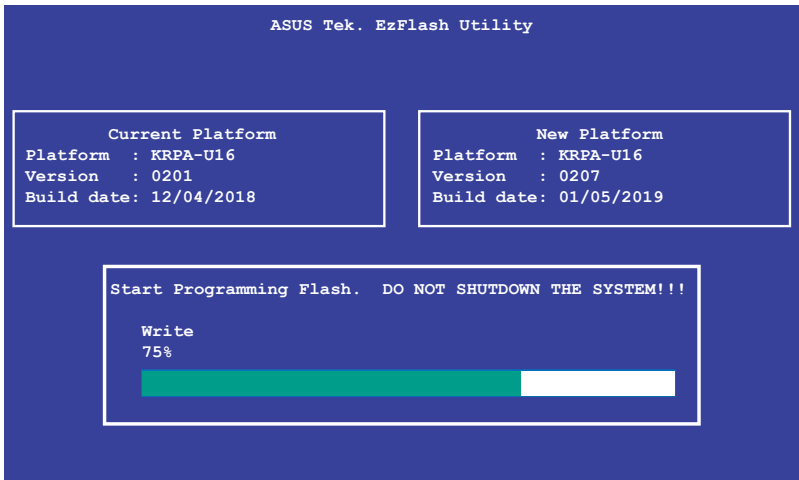 ASUS Tek. EzFlash Utility
Current Platform
Platform : KRPA-U16
Version : 0201
Build date: 12/04/2018
New Platform
Platform : KRPA-U16
Version : 0207
Build date: 01/05/2019
Start Programming Flash. DO NOT SHUTDOWN THE SYSTEM!!!
Write
75%